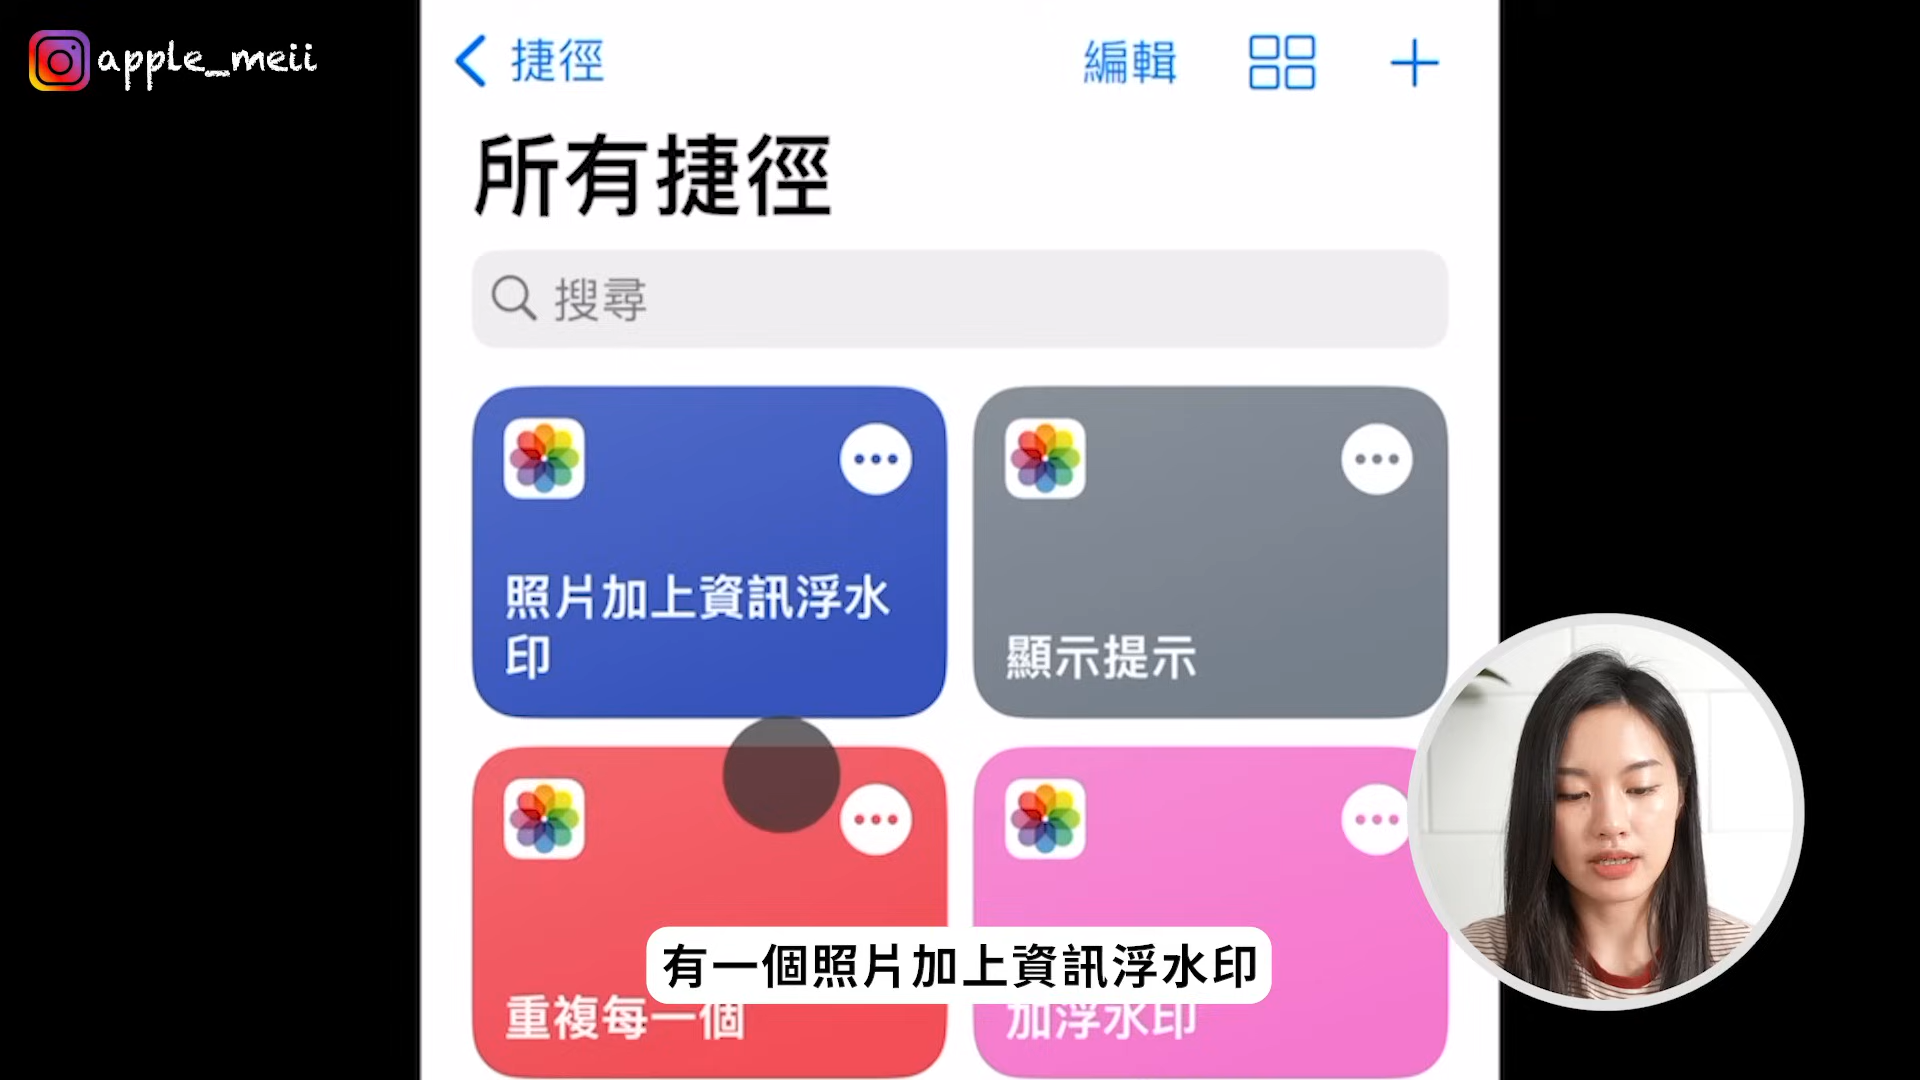 apple_meii
捷徑
編輯
所有捷徑
搜尋
照片加上資訊浮水
印
顯示提示
重複每一個
加浮水印
有一個照片加上資訊浮水印